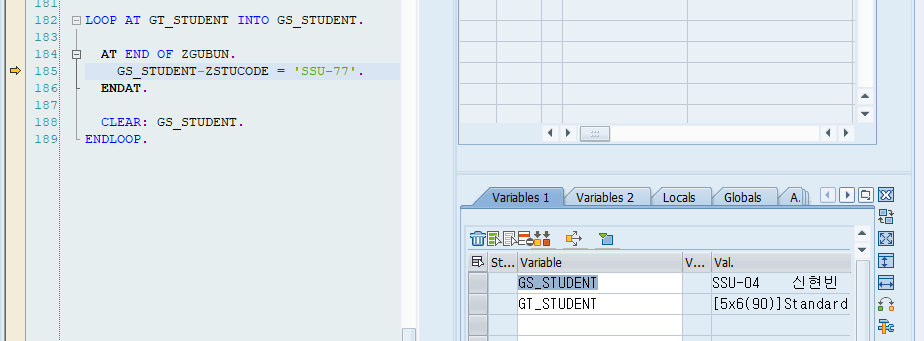 181
182 LOOP AT GT_STUDENT INTO GS_STUDENT.
183
184 AT END OF ZGUBUN.
185 GS_STUDENT-ZSTUCODE = 'SSU-77'.
186 ENDAT.
187
188 CLEAR: GS_STUDENT.
189 ENDLOOP.
Variables 1 Variables 2 Locals Globals A.
St... Variable V... Val.
GS_STUDENT SSU-04 신현빈
GT_STUDENT [5x6(90)]Standard